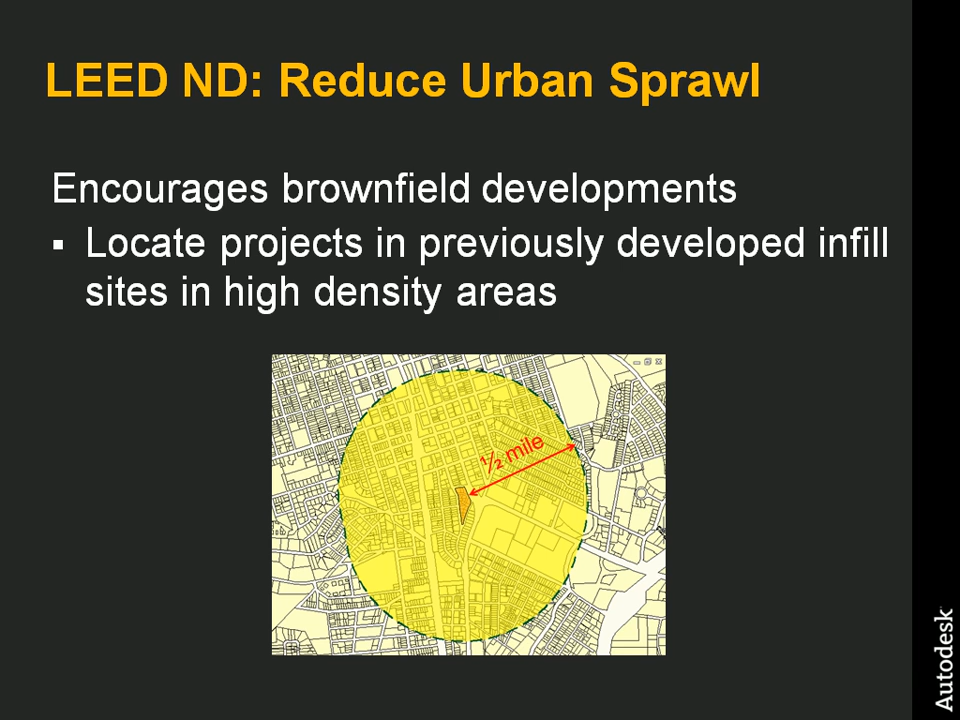 LEED ND: Reduce Urban Sprawl
Encourages brownfield developments
▪ Locate projects in previously developed infill
sites in high density areas
½ mile
Autodesk